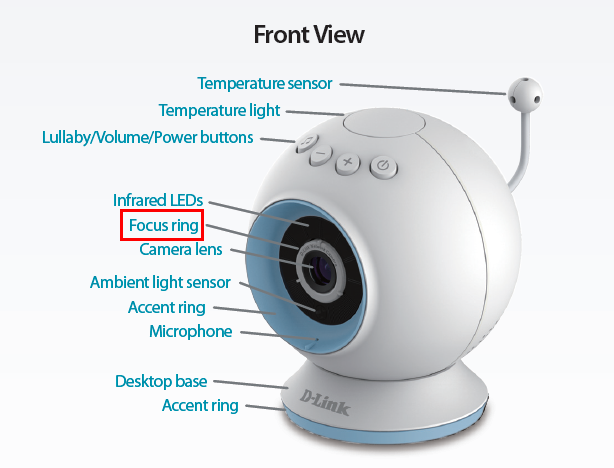 Front View
Temperature sensor
Temperature light
Lullaby/Volume/Power buttons
Infrared LEDs
Focus ring
Camera lens
Ambient light sensor
Accent ring
Microphone
Desktop base
D-Link
Accent ring